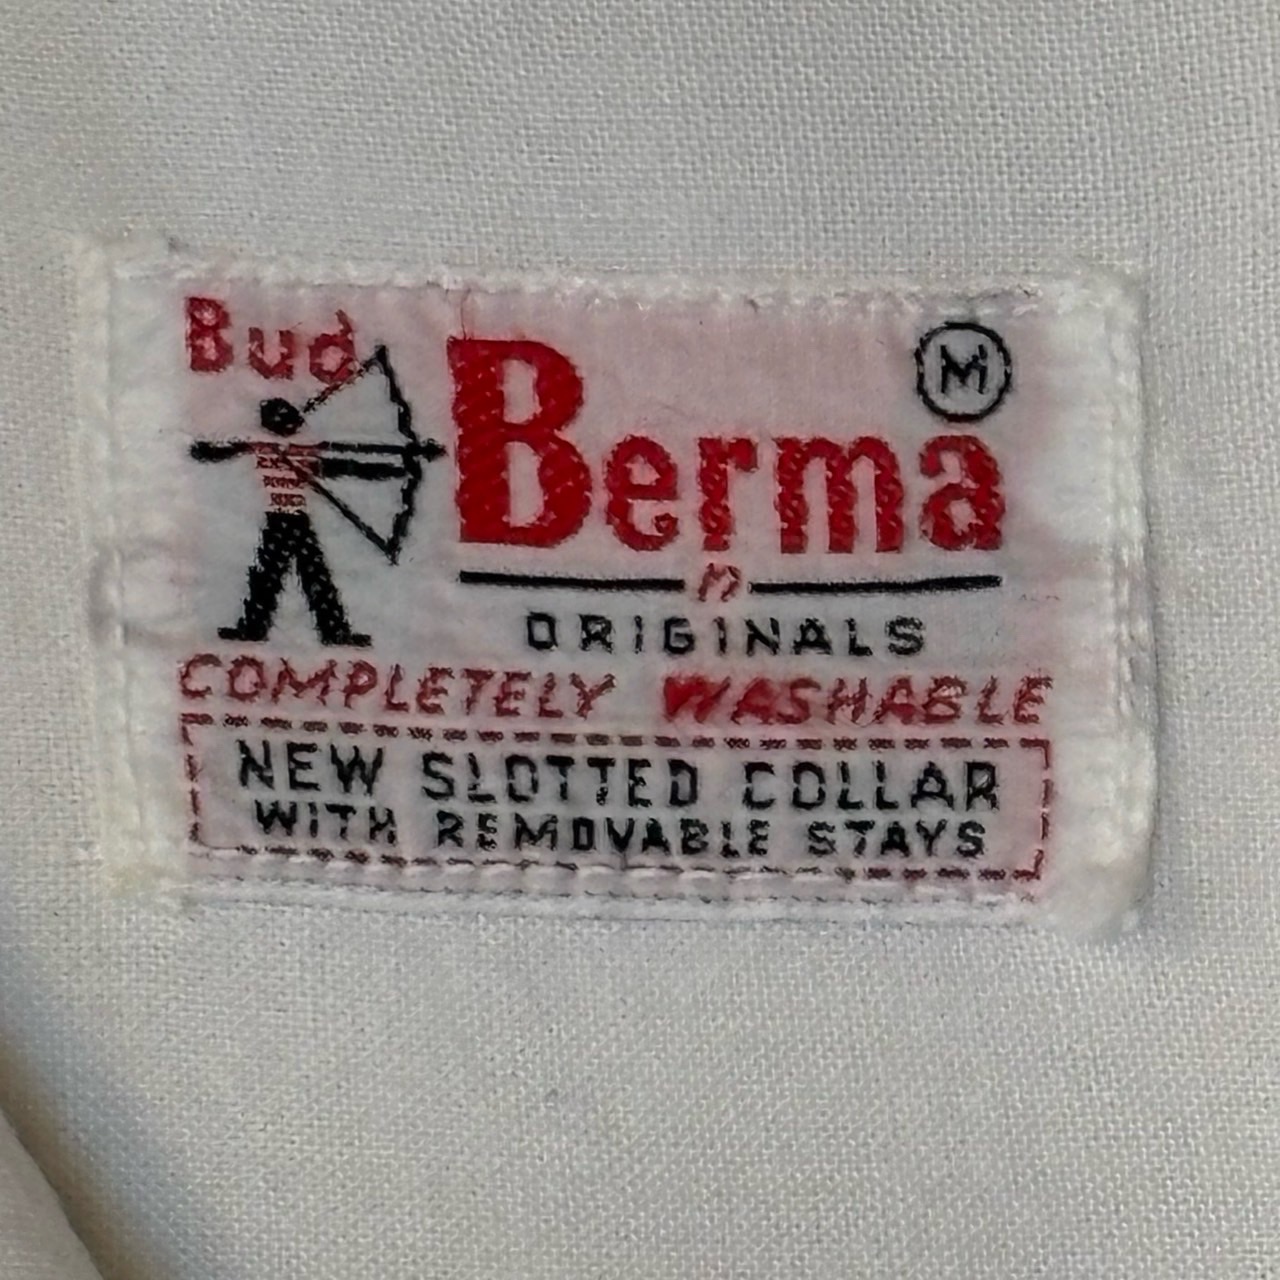 Bud
Berma
M
n
ORIGINALS
COMPLETELY WASHABLE
NEW SLOTTED COLLAR
WITH REMOVABLE STAYS